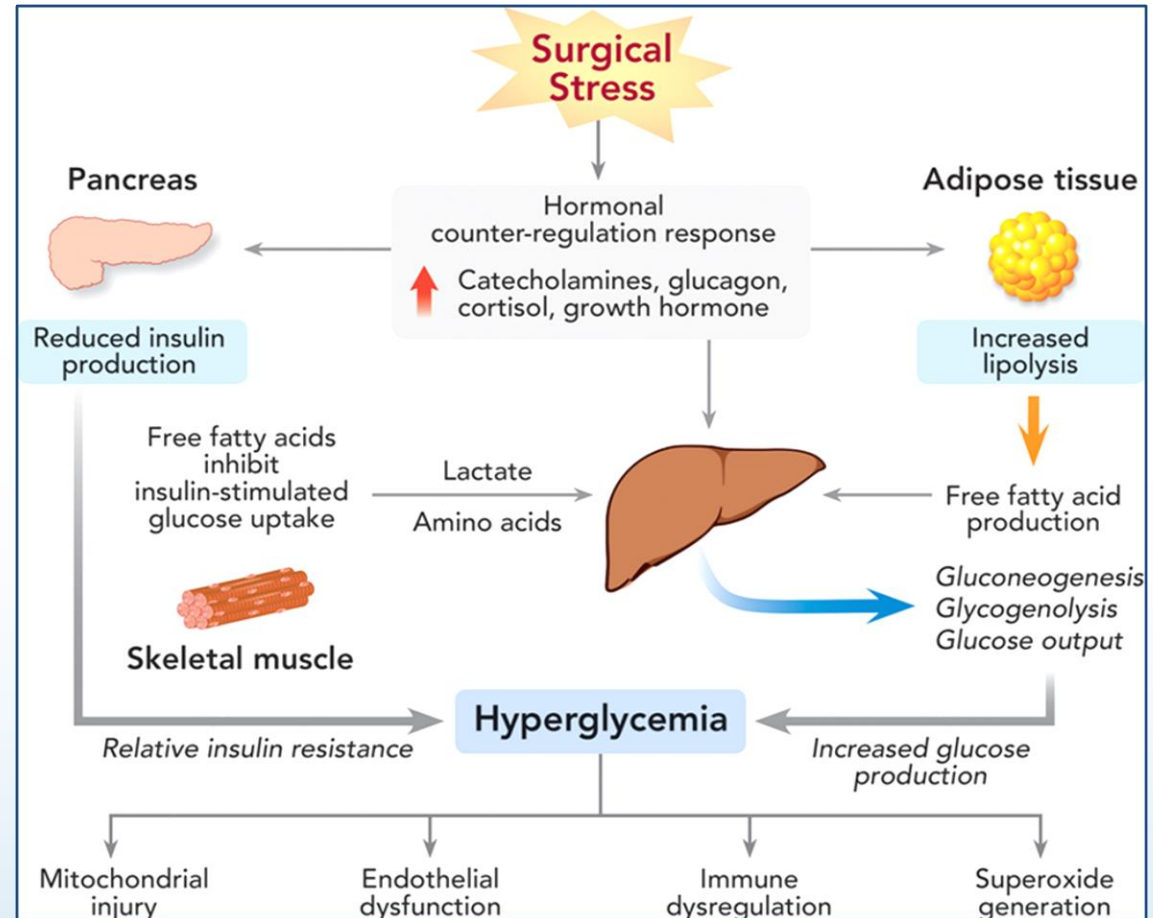 Surgical
Stress
Pancreas
Hormonal
counter-regulation response
Catecholamines, glucagon,
cortisol, growth hormone
Adipose tissue
Reduced insulin
production
Increased
lipolysis
Free fatty acids
inhibit
insulin-stimulated
glucose uptake
Lactate
Amino acids
Free fatty acid
production
Gluconeogenesis
Glycogenolysis
Glucose output
Skeletal muscle
Hyperglycemia
Relative insulin resistance
Increased glucose
production
Mitochondrial
injury
Endothelial
dysfunction
Immune
dysregulation
Superoxide
generation